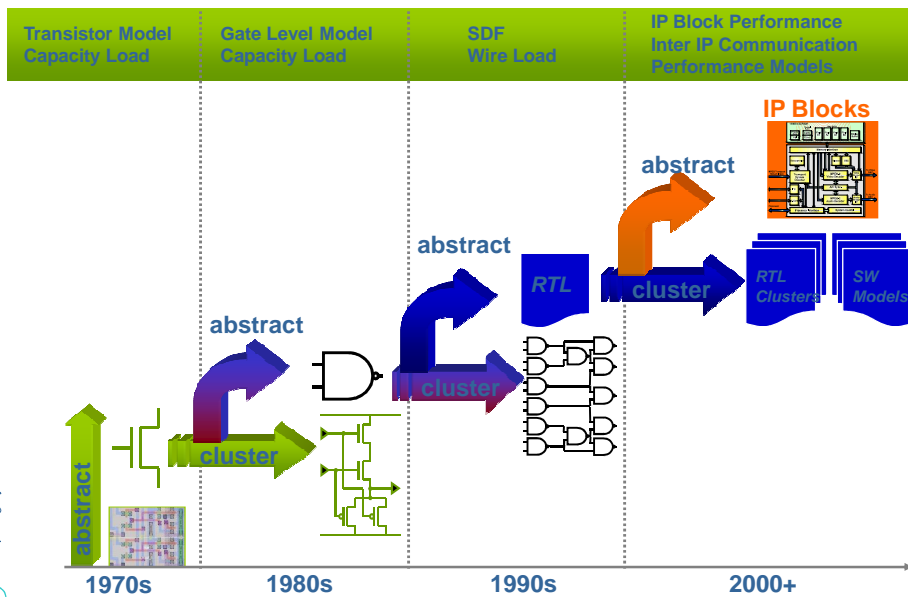 Transistor Model
Capacity Load
Gate Level Model
Capacity Load
SDF
Wire Load
IP Block Performance
Inter IP Communication
Performance Models
IP Blocks
abstract
abstract
RTL
cluster
RTL
Clusters
SW
Models
abstract
cluster
abstract
cluster
1970s
1980s
1990s
2000+